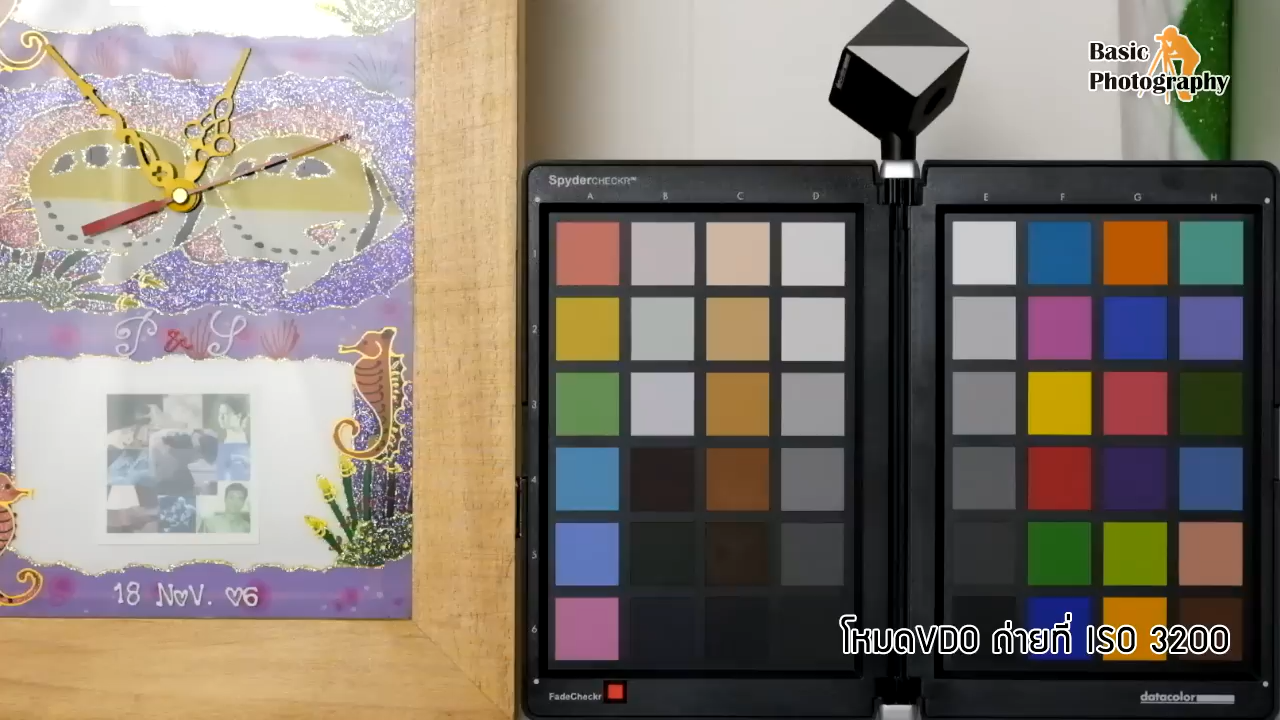 Basic
Photography
SpyderCHECKR™
A B C D
E F G H
1
2
3
4
5
6
T & S
18 NoV. 06
FadeCheckr
datacolor
โหมดVDO ถ่ายที่ ISO 3200